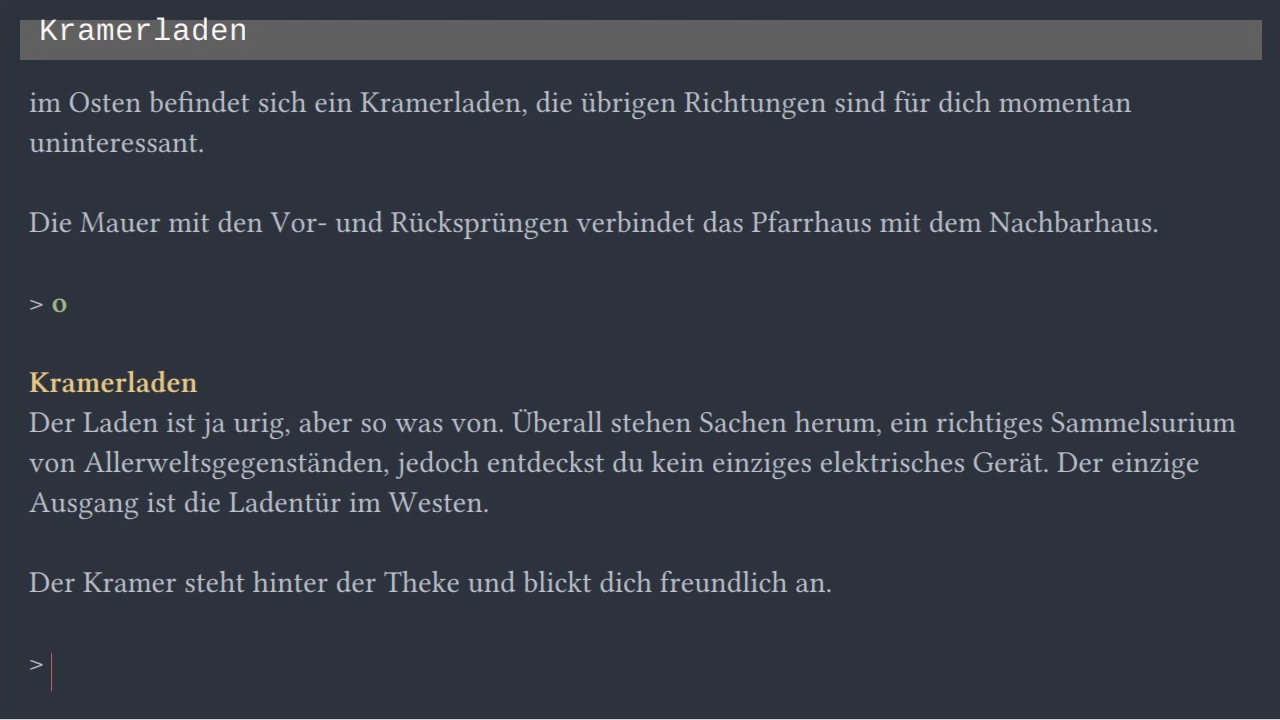 Kramerladen
im Osten befindet sich ein Kramerladen, die übrigen Richtungen sind für dich momentan
uninteressant.
Die Mauer mit den Vor- und Rücksprüngen verbindet das Pfarrhaus mit dem Nachbarhaus.
> o
Kramerladen
Der Laden ist ja urig, aber so was von. Überall stehen Sachen herum, ein richtiges Sammelsurium
von Allerweltsgegenständen, jedoch entdeckst du kein einziges elektrisches Gerät. Der einzige
Ausgang ist die Ladentür im Westen.
Der Kramer steht hinter der Theke und blickt dich freundlich an.
>